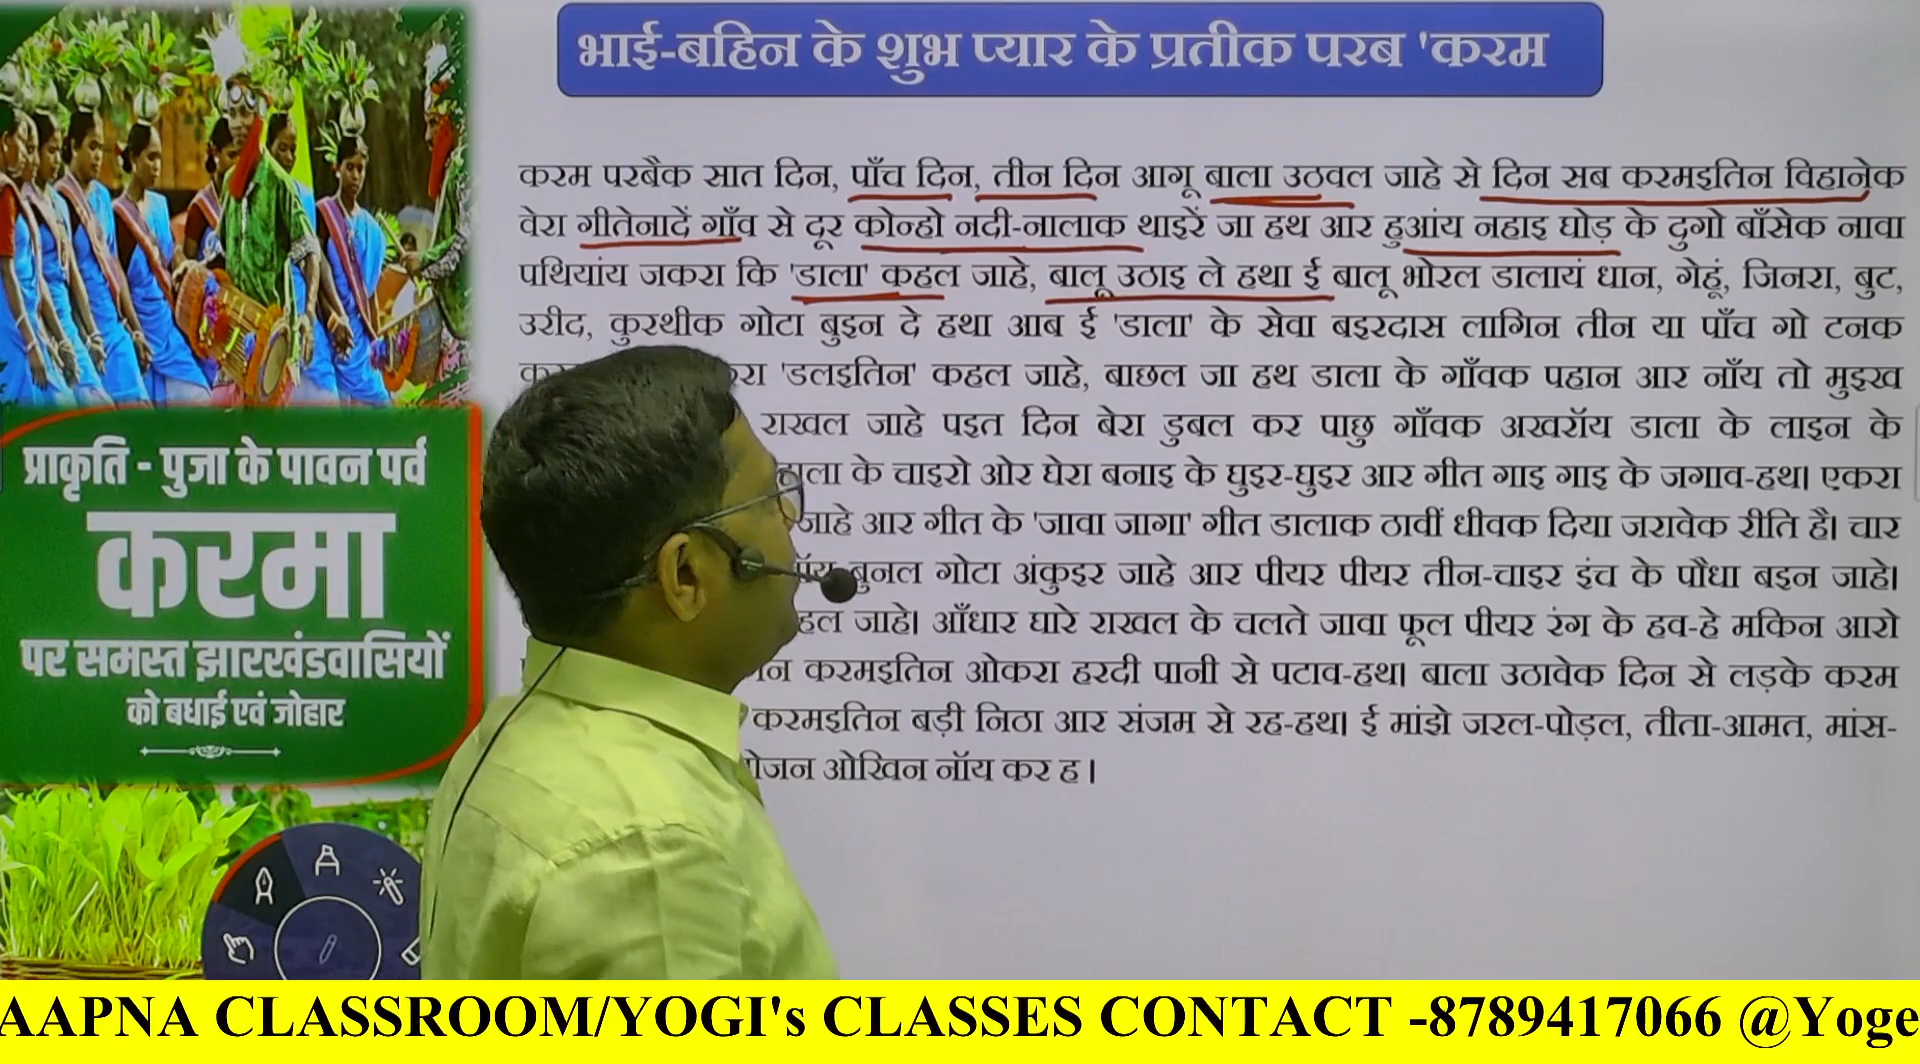 भाई-बहिन के शुभ प्यार के प्रतीक परब 'करम
करम परबैक सात दिन, पाँच दिन, तीन दिन आगू बाला उठवल जाहे से दिन सब करमइतिन विहानेक
वेरा गीतेनादें गाँव से दूर कोन्हो नदी-नालाक थाइरें जा हथ आर हुआंय नहाइ घोड़ के दुगो बाँसेक नावा
पथियांय जकरा कि 'डाला' कहल जाहे, बालू उठाइ ले हथा ई बालू भोरल डालायं धान, गेहूं, जिनरा, बुट,
उरीद, कुरथीक गोटा बुइन दे हथा आब ई 'डाला' के सेवा बइरदास लागिन तीन या पाँच गो टनक
'डलइतिन' कहल जाहे, बाछल जा हथ डाला के गाँवक पहान आर नाँय तो मुइख
राखल जाहे पइत दिन बेरा डुबल कर पाछु गाँवक अखरॉय डाला के लाइन के
के चाइरो ओर घेरा बनाइ के घुइर-घुइर आर गीत गाइ गाइ के जगाव-हथ। एकरा
जाहे आर गीत के 'जावा जागा' गीत डालाक ठावीं धीवक दिया जरावेक रीति है। चार
बुनल गोटा अंकुइर जाहे आर पीयर पीयर तीन-चाइर इंच के पौधा बइन जाहे।
जाहे। आँधार घारे राखल के चलते जावा फूल पीयर रंग के हव-हे मकिन आरो
करमइतिन ओकरा हरदी पानी से पटाव-हथ। बाला उठावेक दिन से लड़के करम
करमइतिन बड़ी निठा आर संजम से रह-हथ। ई मांझे जरल-पोड़ल, तीता-आमत, मांस-
ओखिन नॉय कर ह।
प्राकृति - पुजा के पावन पर्व
करमा
पर समस्त झारखंडवासियों
को बधाई एवं जोहार
AAPNA CLASSROOM/YOGI's CLASSES CONTACT -8789417066 @Yoge